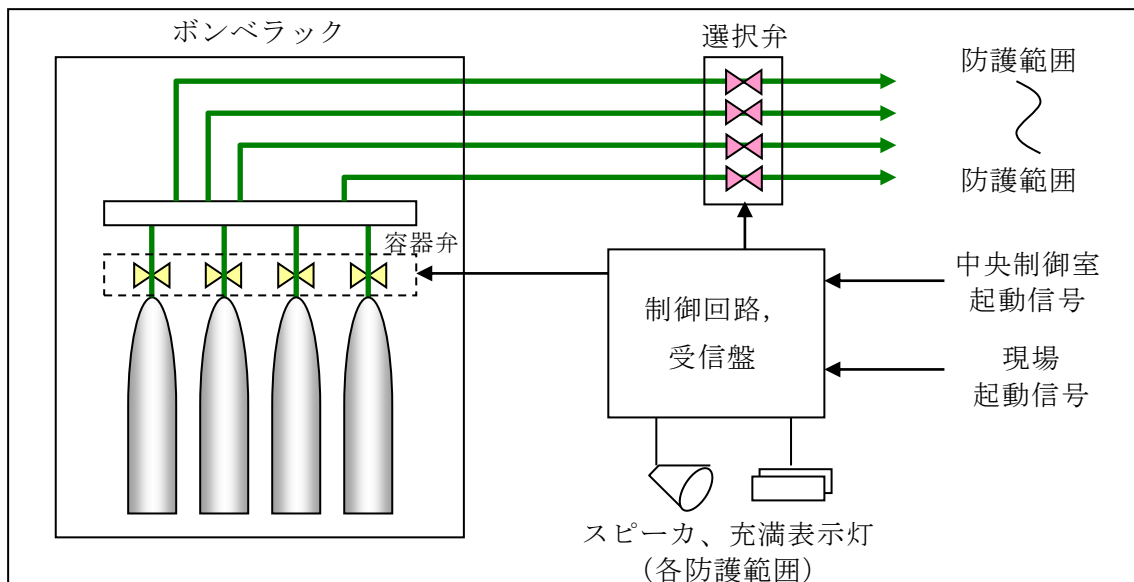 ボンベラック
選択弁
防護範囲
防護範囲
容器弁
制御回路,
受信盤
中央制御室
起動信号
現場
起動信号
スピーカ、充満表示灯
(各防護範囲)